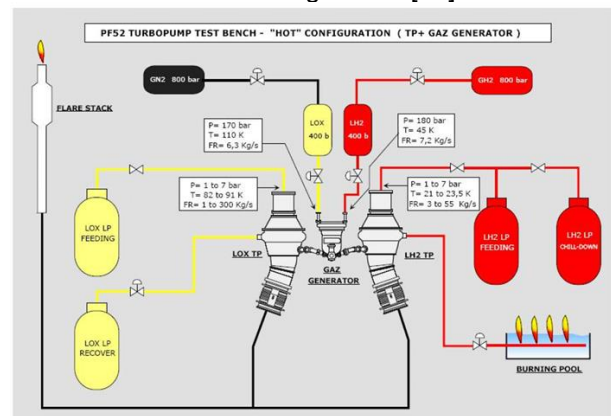 PF52 TURBOPUMP TEST BENCH - "HOT" CONFIGURATION ( TP+ GAZ GENERATOR )
GN2 800 bar
GH2 800 bar
FLARE STACK
LOX
400 b
LH2
400 b
P= 170 bar
T= 110 K
FR= 6,3 Kg/s
P= 180 bar
T= 45 K
FR= 7,2 Kg/s
P= 1 to 7 bar
T= 82 to 91 K
FR= 1 to 300 Kg/s
P= 1 to 7 bar
T= 21 to 23,5 K
FR= 3 to 55 Kg/s
LOX LP
FEEDING
LOX TP
GAZ
GENERATOR
LH2 TP
LH2 LP
FEEDING
LH2 LP
CHILL-DOWN
LOX LP
RECOVER
BURNING POOL